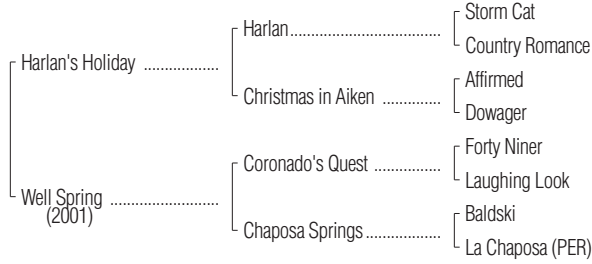 Storm Cat
Harlan........................................
Country Romance
Harlan's Holiday ....................
Affirmed
Christmas in Aiken ...............
Dowager
Forty Niner
Coronado's Quest .................
Laughing Look
Well Spring .............................
(2001)
Baldski
Chaposa Springs....................
La Chaposa (PER)